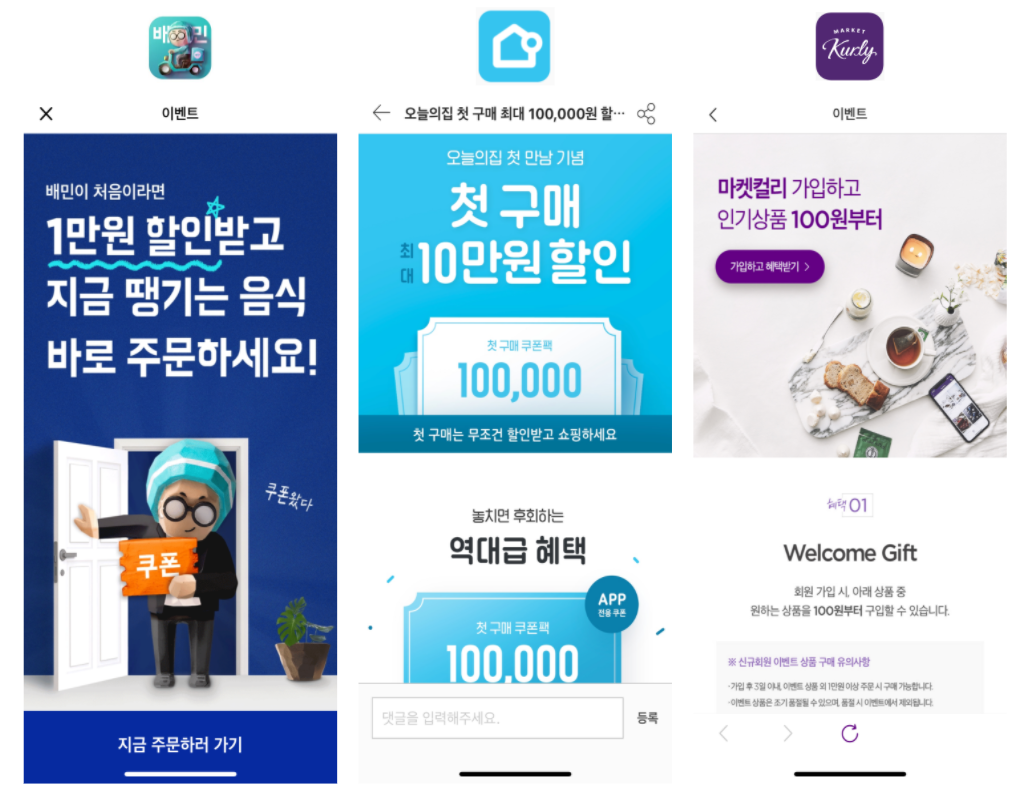 배민
이벤트
배민이 처음이라면
1만원 할인받고
지금 땡기는 음식
바로 주문하세요!
쿠폰왔다
쿠폰
지금 주문하러 가기
오늘의집 첫 구매 최대 100,000원 할···
오늘의집 첫 만남 기념
첫 구매
최대 10만원 할인
첫 구매 쿠폰팩
100,000
첫 구매는 무조건 할인받고 쇼핑하세요
놓치면 후회하는
역대급 혜택
APP
전용 쿠폰
첫 구매 쿠폰팩
100,000
댓글을 입력해주세요.
등록
MARKET
Kurly
이벤트
마켓컬리 가입하고
인기상품 100원부터
가입하고 혜택받기 >
혜택 01
Welcome Gift
회원 가입 시, 아래 상품 중
원하는 상품을 100원부터 구입할 수 있습니다.
※ 신규회원 이벤트 상품 구매 유의사항
·가입 후 3일 이내, 이벤트 상품 외 1만원 이상 주문 시 구매 가능합니다.
·이벤트 상품은 조기 품절될 수 있으며, 품절 시 이벤트에서 제외됩니다.